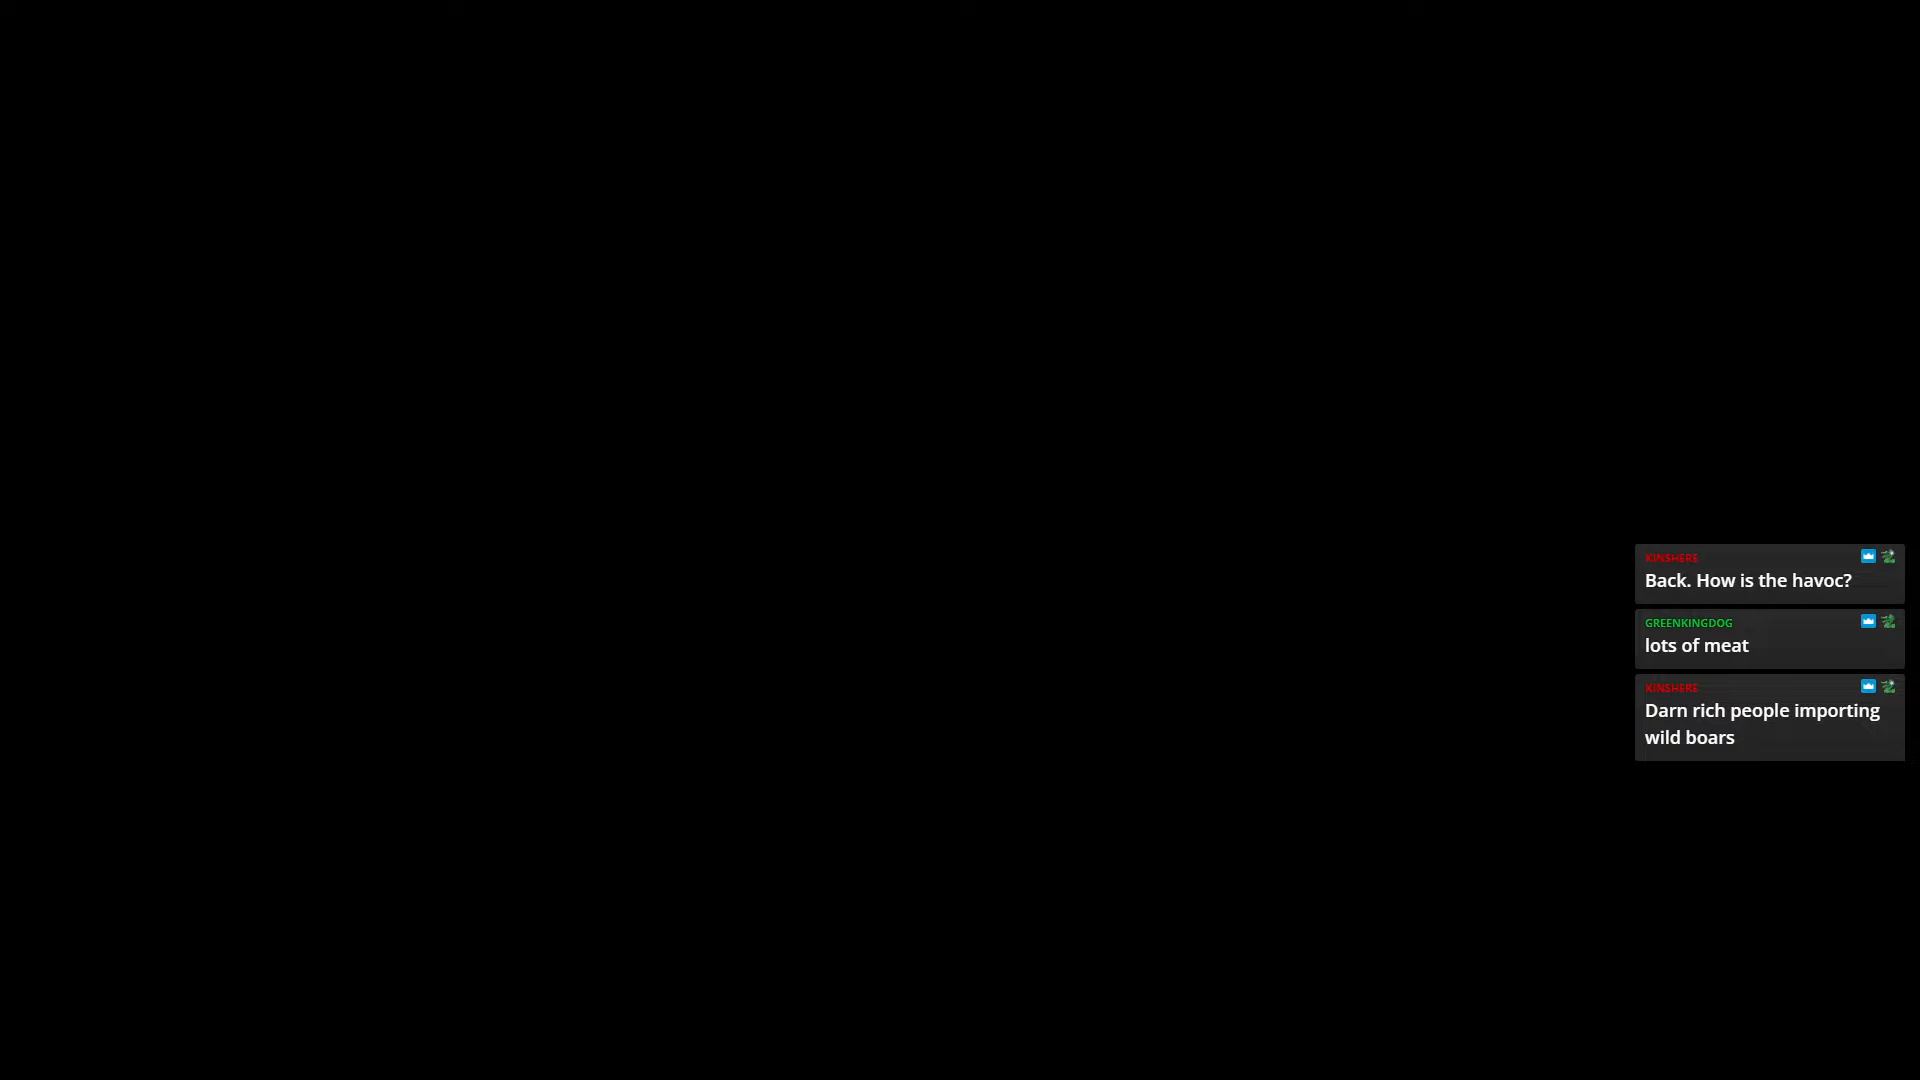 KINSHERE
Back. How is the havoc?
GREENKINGDOG
lots of meat
KINSHERE
Darn rich people importing
wild boars